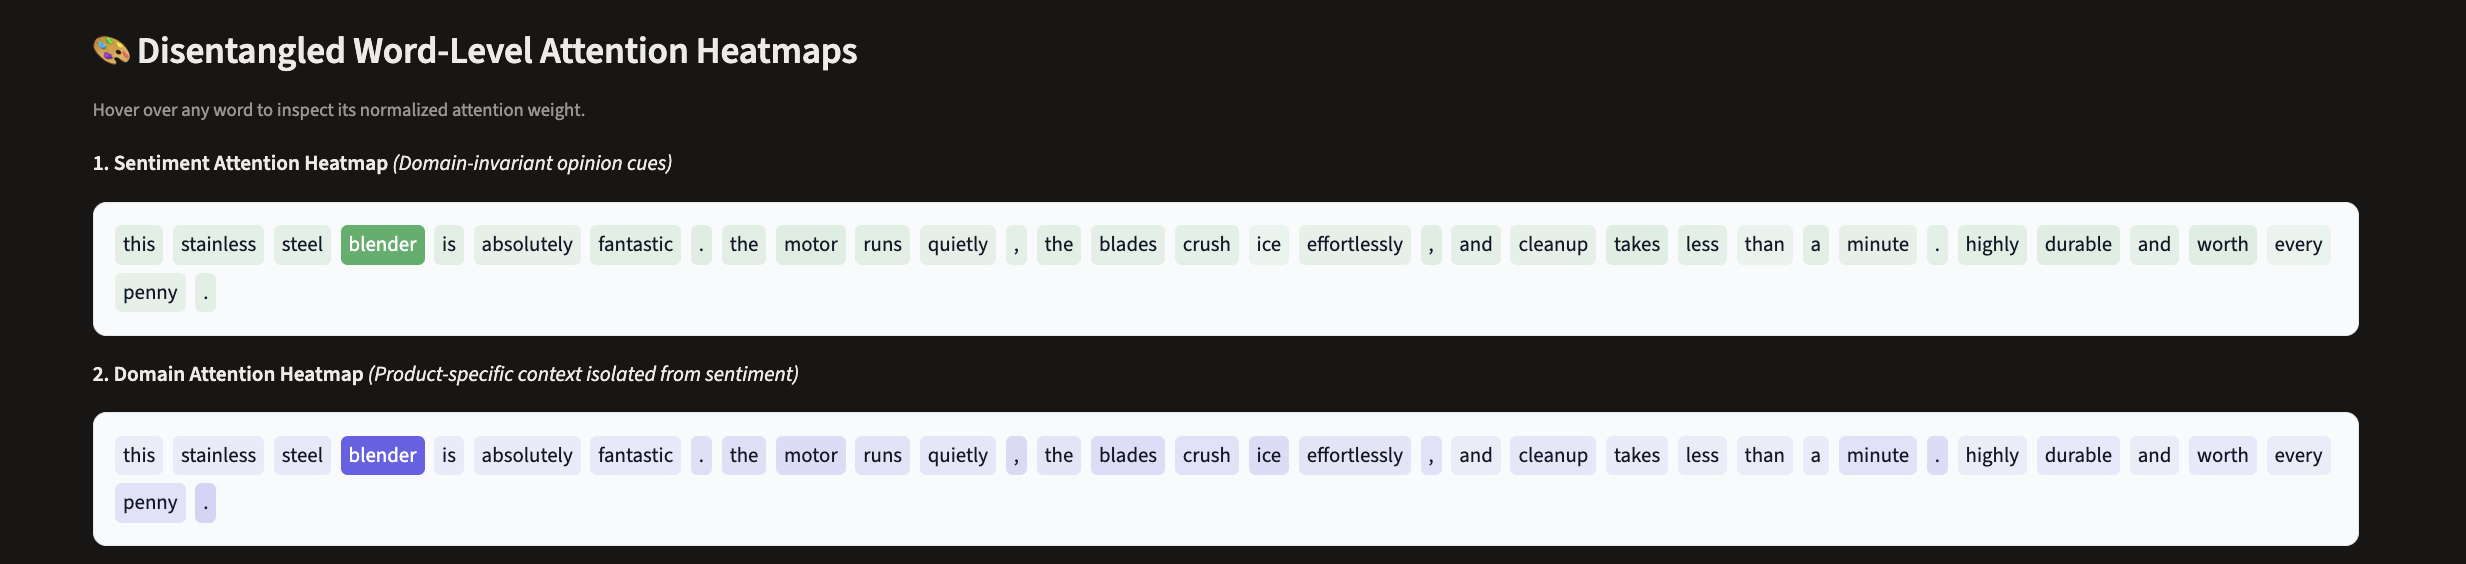 🎨 Disentangled Word-Level Attention Heatmaps
Hover over any word to inspect its normalized attention weight.
1. Sentiment Attention Heatmap (Domain-invariant opinion cues)
this stainless steel blender is absolutely fantastic . the motor runs quietly , the blades crush ice effortlessly , and cleanup takes less than a minute . highly durable and worth every
penny .
2. Domain Attention Heatmap (Product-specific context isolated from sentiment)
this stainless steel blender is absolutely fantastic . the motor runs quietly , the blades crush ice effortlessly , and cleanup takes less than a minute . highly durable and worth every
penny .